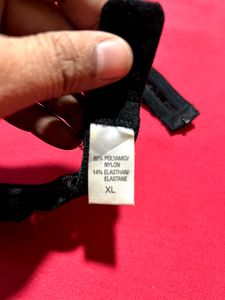 86% POLYAMID/
NYLON
14% ELASTHAN/
ELASTANE
XL